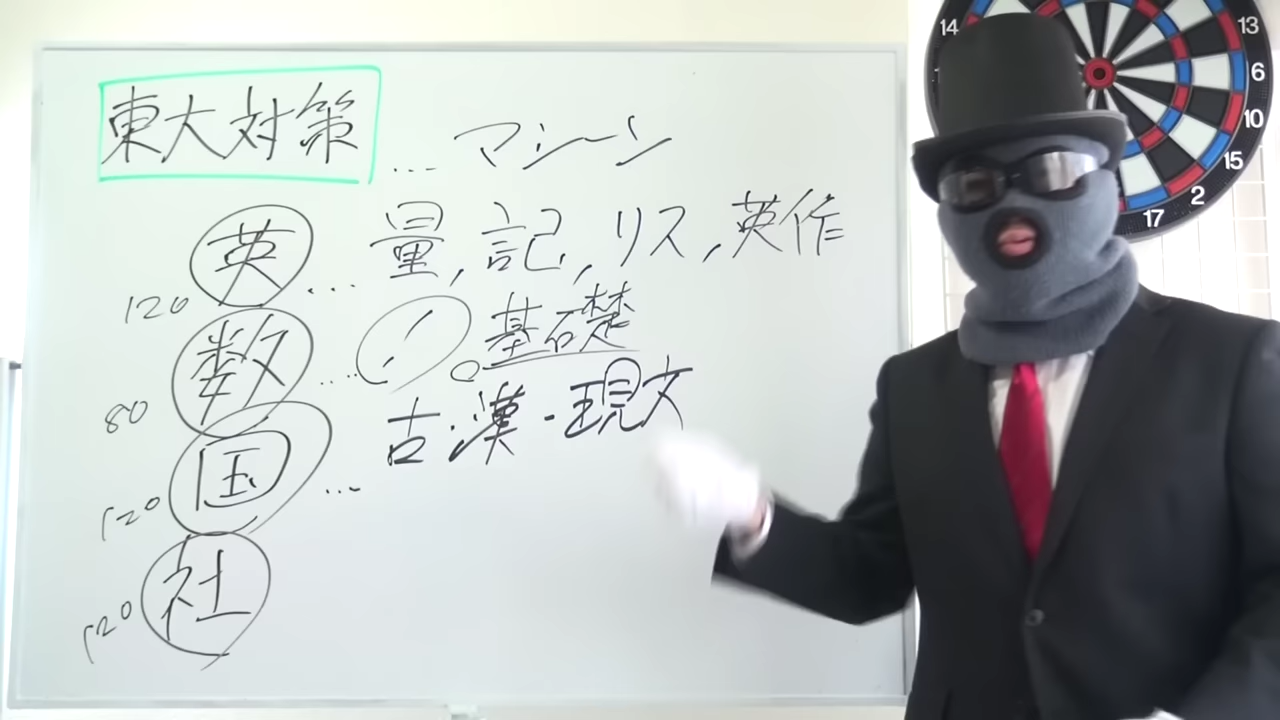 東大対策 … マシーン
英 … 量, 記, リス, 英作
120
数 … 基礎
80
古・漢・現文
国 …
120
社
120
14
13
6
10
15
2
17